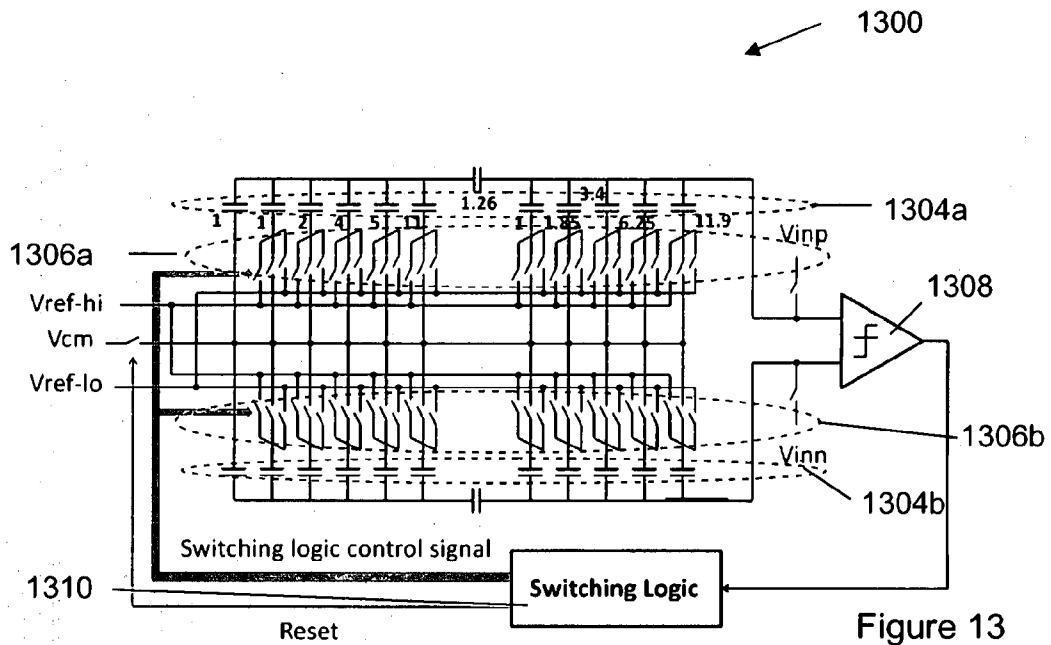 1300
3.4
1.26
1 1 2 4 5 11 1 1.85 6.25 11.9
1304a
Vinp
1306a
1308
Vref-hi
Vcm
Vref-lo
1306b
Vinn
1304b
Switching logic control signal
1310
Switching Logic
Reset
Figure 13